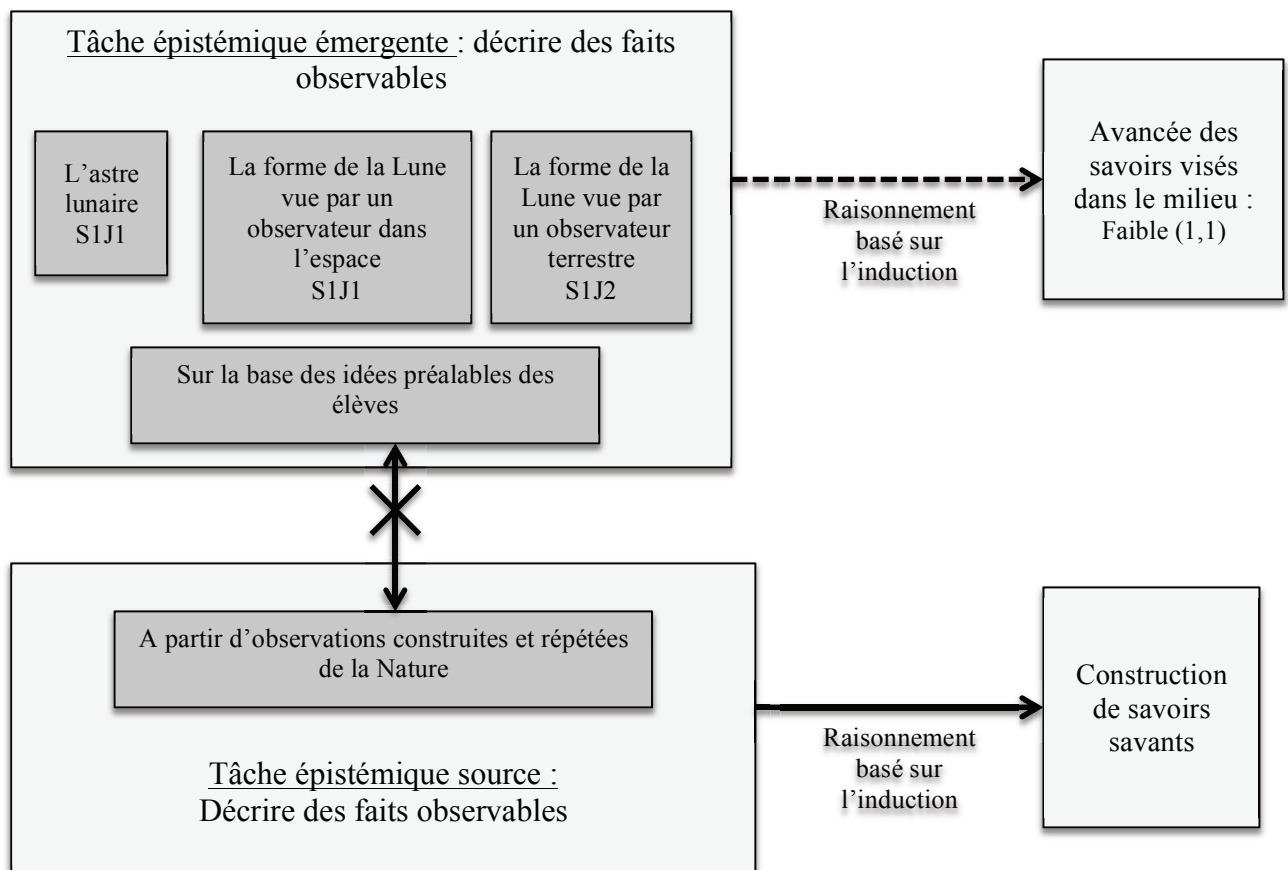 Tâche épistémique émergente : décrire des faits
observables
L’astre
lunaire
S1J1
La forme de la Lune
vue par un
observateur dans
l’espace
S1J1
La forme de la
Lune vue par
un observateur
terrestre
S1J2
Sur la base des idées préalables des
élèves
Raisonnement
basé sur
l’induction
Avancée des
savoirs visés
dans le milieu :
Faible (1,1)
A partir d’observations construites et répétées
de la Nature
Tâche épistémique source :
Décrire des faits observables
Raisonnement
basé sur
l’induction
Construction
de savoirs
savants